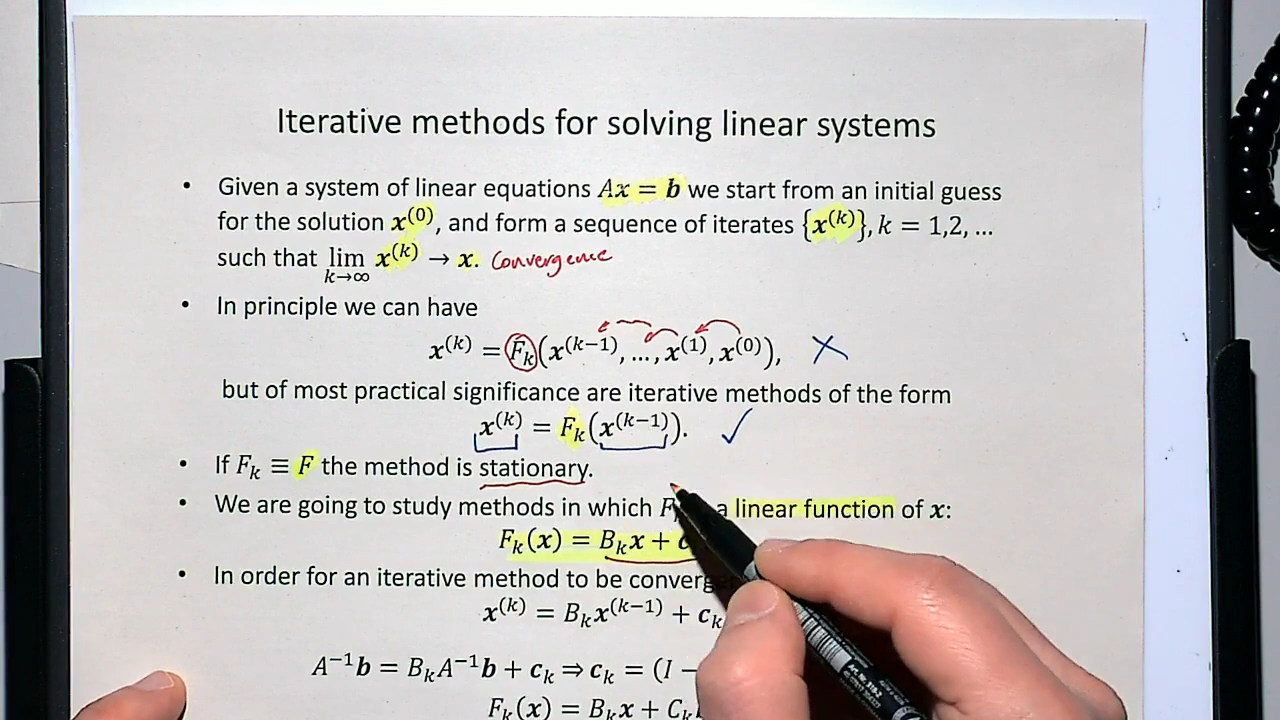 Iterative methods for solving linear systems
• Given a system of linear equations Ax = b we start from an initial guess
for the solution x⁽⁰⁾, and form a sequence of iterates {x⁽ᵏ⁾}, k = 1,2, ...
such that lim x⁽ᵏ⁾ → x. Convergence
k→∞
• In principle we can have
x⁽ᵏ⁾ = Fₖ(x⁽ᵏ⁻¹⁾, ..., x⁽¹⁾, x⁽⁰⁾),
but of most practical significance are iterative methods of the form
x⁽ᵏ⁾ = Fₖ(x⁽ᵏ⁻¹⁾). ✓
• If Fₖ ≡ F the method is stationary.
• We are going to study methods in which a linear function of x:
Fₖ(x) = Bₖx +
• In order for an iterative method to be
x⁽ᵏ⁾ = Bₖx⁽ᵏ⁻¹⁾ + cₖ
A⁻¹b = BₖA⁻¹b + cₖ ⇒ cₖ = (I −
Fₖ(x) = Bₖx + Cₖ